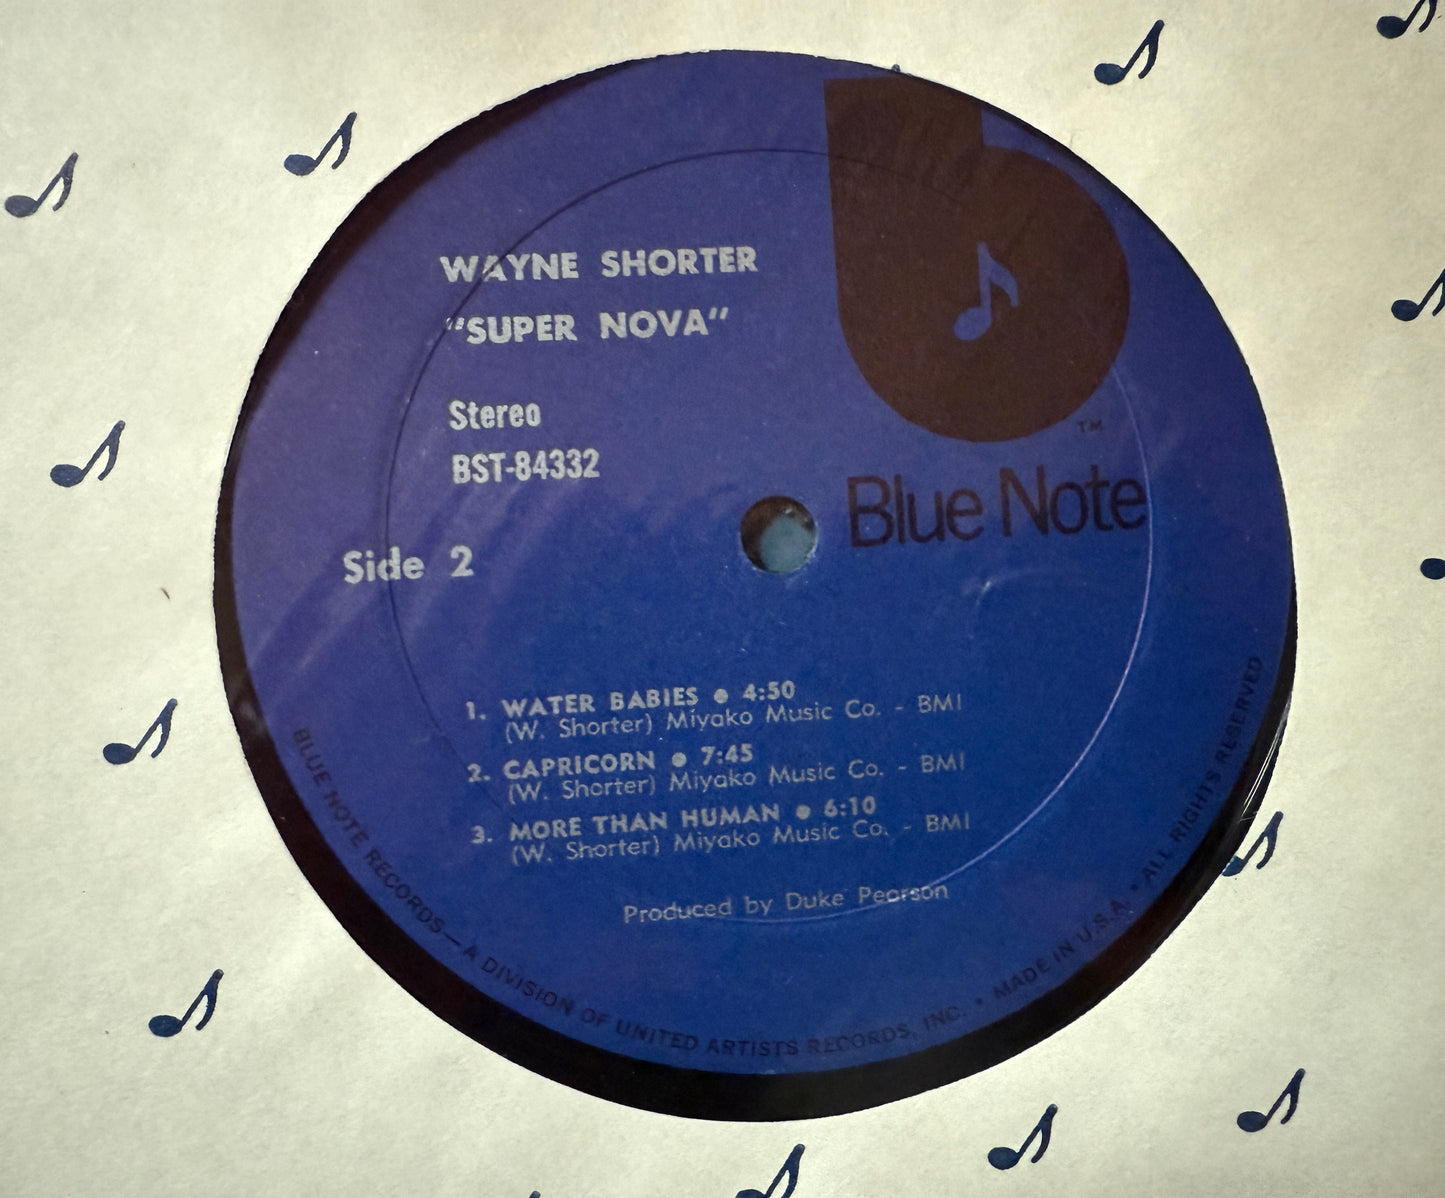 WAYNE SHORTER
"SUPER NOVA"
Stereo
BST-84332
TM
Blue Note
Side 2
1. WATER BABIES ● 4:50
(W. Shorter) Miyako Music Co. - BMI
2. CAPRICORN ● 7:45
(W. Shorter) Miyako Music Co. - BMI
3. MORE THAN HUMAN ● 6:10
(W. Shorter) Miyako Music Co. - BMI
Produced by Duke Pearson
BLUE NOTE RECORDS—A DIVISION OF UNITED ARTISTS RECORDS, INC. • MADE IN U.S.A. • ALL RIGHTS RESERVED